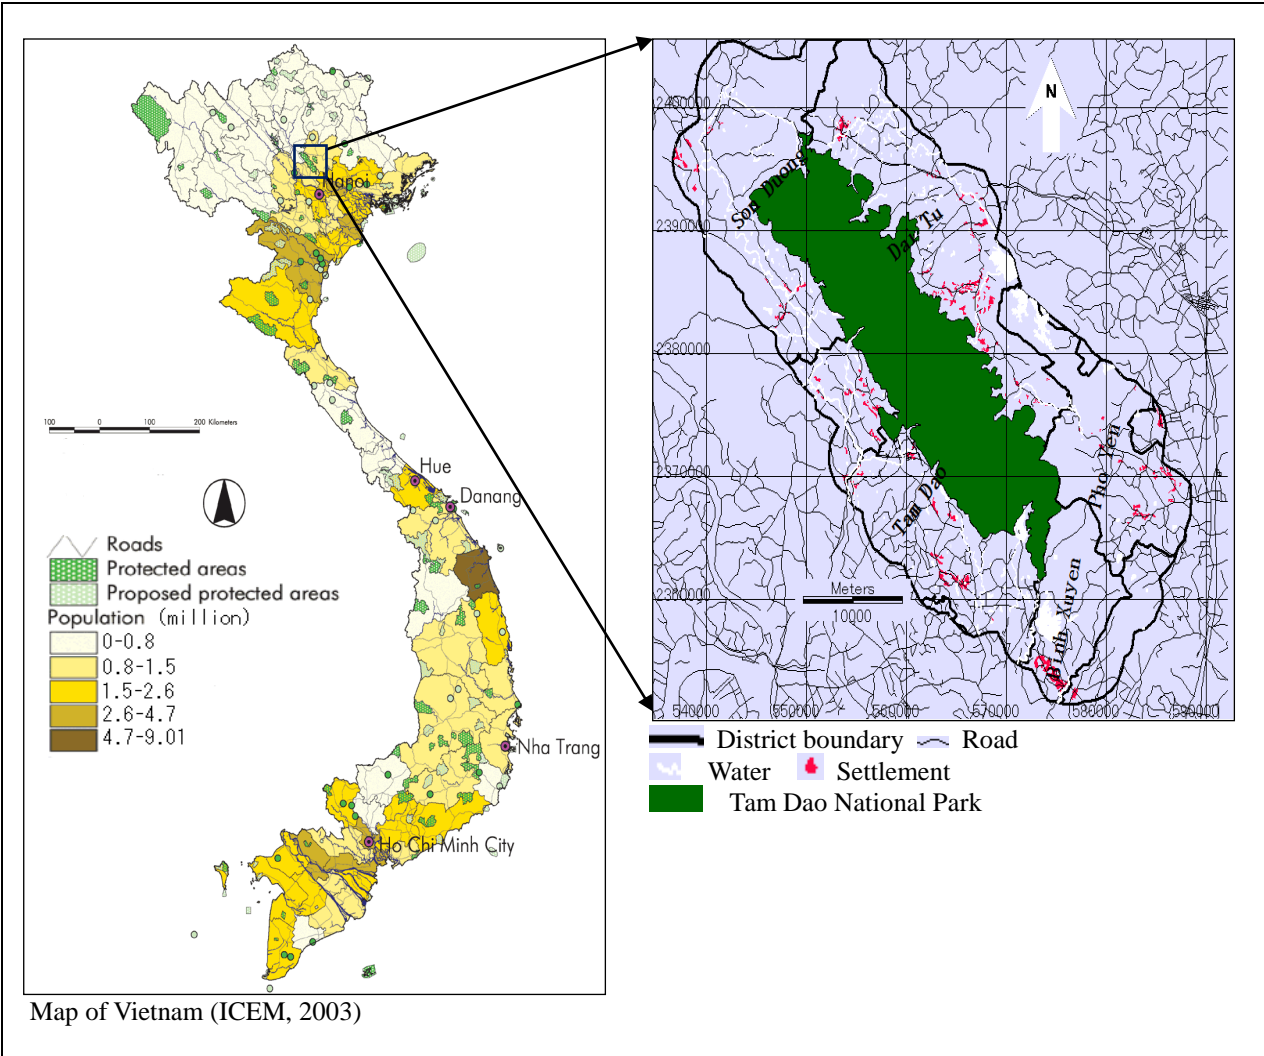 Hanoi
100 0 100 200 Kilometers
Hue
Danang
Roads
Protected areas
Proposed protected areas
Population (million)
0-0.8
0.8-1.5
1.5-2.6
2.6-4.7
4.7-9.01
Nha Trang
Ho Chi Minh City
Map of Vietnam (ICEM, 2003)
N
2400000
2390000
2380000
2370000
2360000
Son Duong
Dai Tu
Tam Dao
Pho Yen
Binh Xuyen
Meters
10000
540000 550000 560000 570000 580000 590000
District boundary Road
Water Settlement
Tam Dao National Park